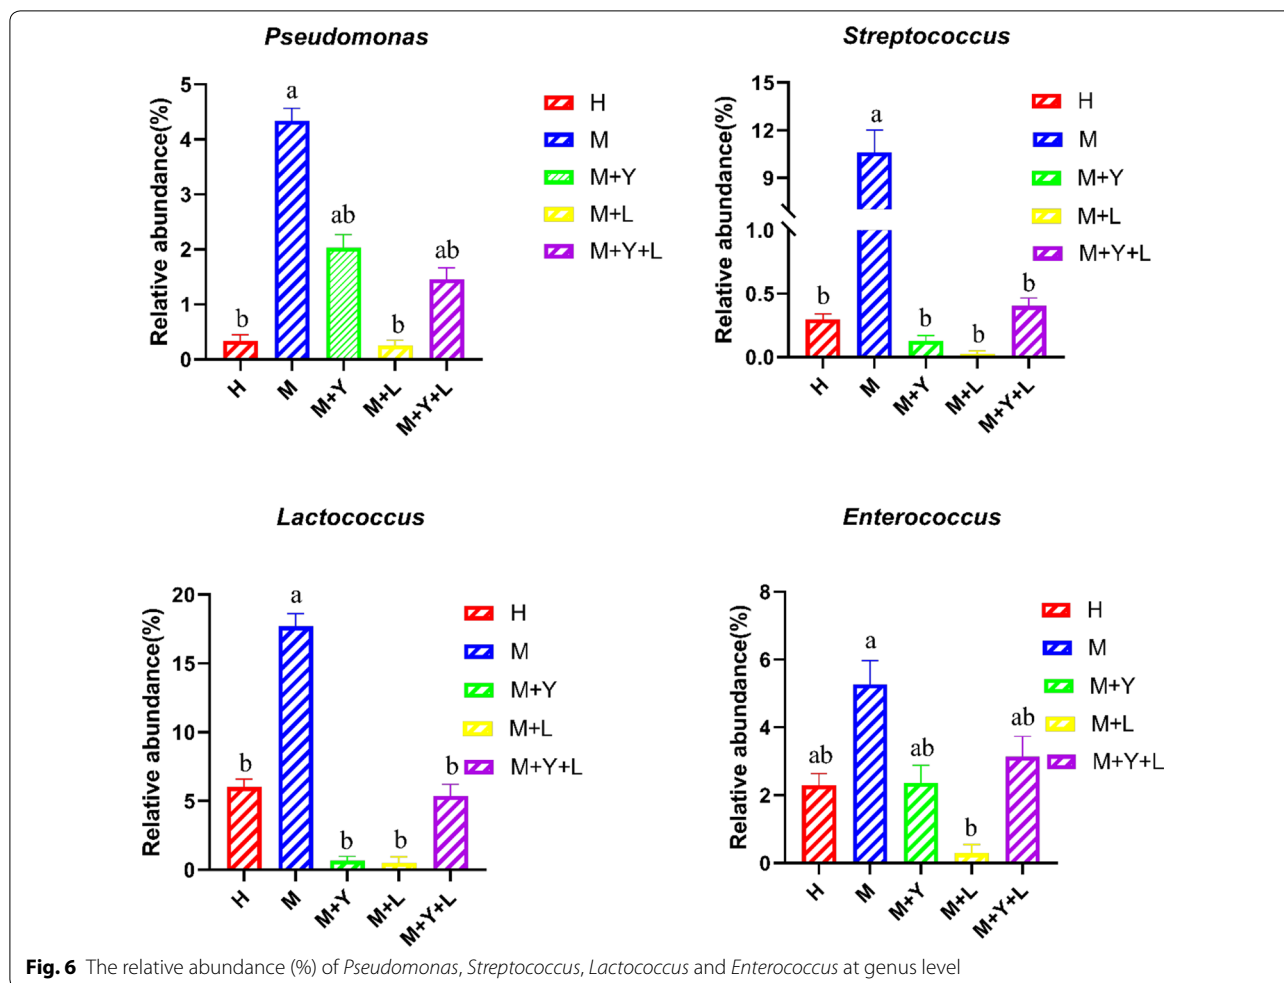 Pseudomonas
Relative abundance(%)
5
4
3
2
1
0
b
a
ab
b
ab
H
M
M+Y
M+L
M+Y+L
H
M
M+Y
M+L
M+Y+L
Streptococcus
Relative abundance(%)
15
12
9
1.0
0.5
0.0
b
a
b
b
b
H
M
M+Y
M+L
M+Y+L
H
M
M+Y
M+L
M+Y+L
Lactococcus
Relative abundance(%)
20
15
10
5
0
b
a
b
b
b
H
M
M+Y
M+L
M+Y+L
H
M
M+Y
M+L
M+Y+L
Enterococcus
Relative abundance(%)
8
6
4
2
0
ab
a
ab
b
ab
H
M
M+Y
M+L
M+Y+L
H
M
M+Y
M+L
M+Y+L
Fig. 6 The relative abundance (%) of Pseudomonas, Streptococcus, Lactococcus and Enterococcus at genus level